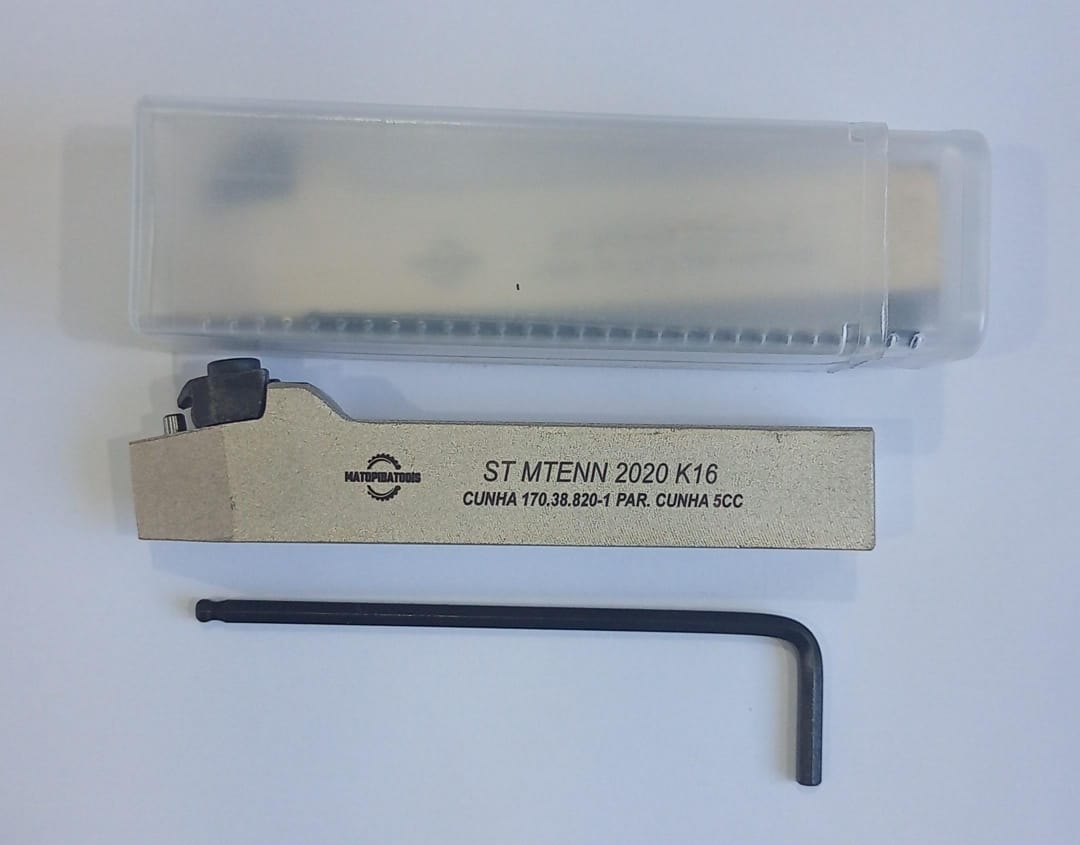 MATOPIBATOOLS
ST MTENN 2020 K16
CUNHA 170.38.820-1 PAR. CUNHA 5CC